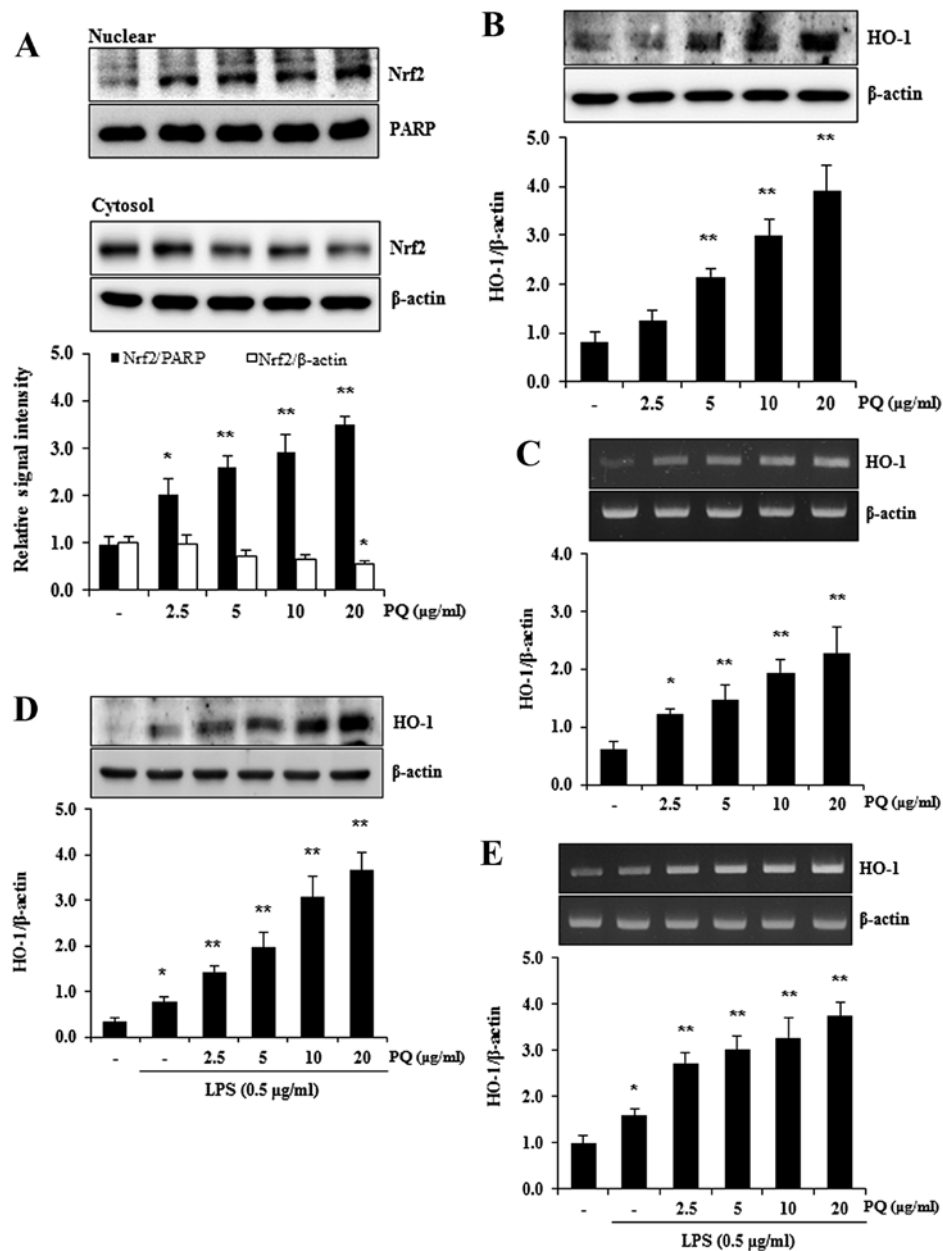 A
Nuclear
Nrf2
PARP
Cytosol
Nrf2
β-actin
Nrf2/PARP Nrf2/β-actin
Relative signal intensity
5.0
4.0
3.0
2.0
1.0
0.0
* ** ** ** *
- 2.5 5 10 20 PQ (µg/ml)
B
HO-1
β-actin
HO-1/β-actin
5.0
4.0
3.0
2.0
1.0
0.0
** ** **
- 2.5 5 10 20 PQ (µg/ml)
C
HO-1
β-actin
HO-1/β-actin
4.0
3.0
2.0
1.0
0.0
* ** ** **
- 2.5 5 10 20 PQ (µg/ml)
D
HO-1
β-actin
HO-1/β-actin
5.0
4.0
3.0
2.0
1.0
0.0
* ** ** ** **
- - 2.5 5 10 20 PQ (µg/ml)
LPS (0.5 µg/ml)
E
HO-1
β-actin
HO-1/β-actin
5.0
4.0
3.0
2.0
1.0
0.0
* ** ** ** **
- - 2.5 5 10 20 PQ (µg/ml)
LPS (0.5 µg/ml)